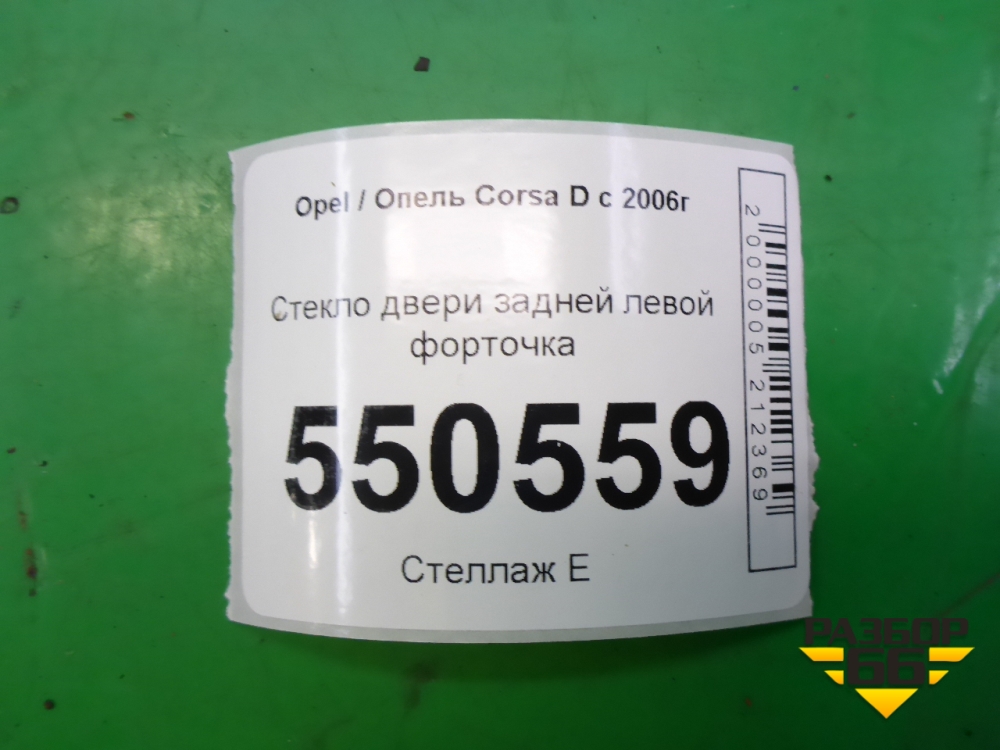 Opel / Опель Corsa D с 2006г
Стекло двери задней левой
форточка
550559
Стеллаж Е
2000005212369
РАЗБОР
66